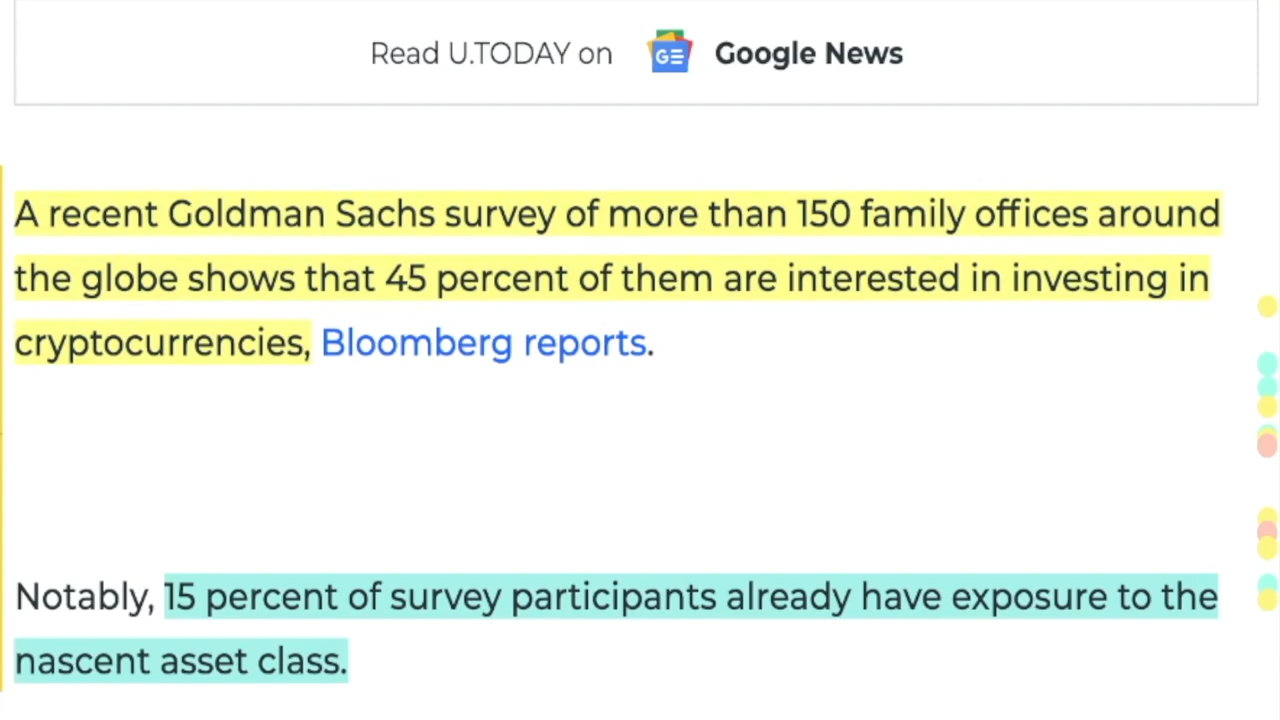 Read U.TODAY on GE Google News
A recent Goldman Sachs survey of more than 150 family offices around
the globe shows that 45 percent of them are interested in investing in
cryptocurrencies, Bloomberg reports.
Notably, 15 percent of survey participants already have exposure to the
nascent asset class.